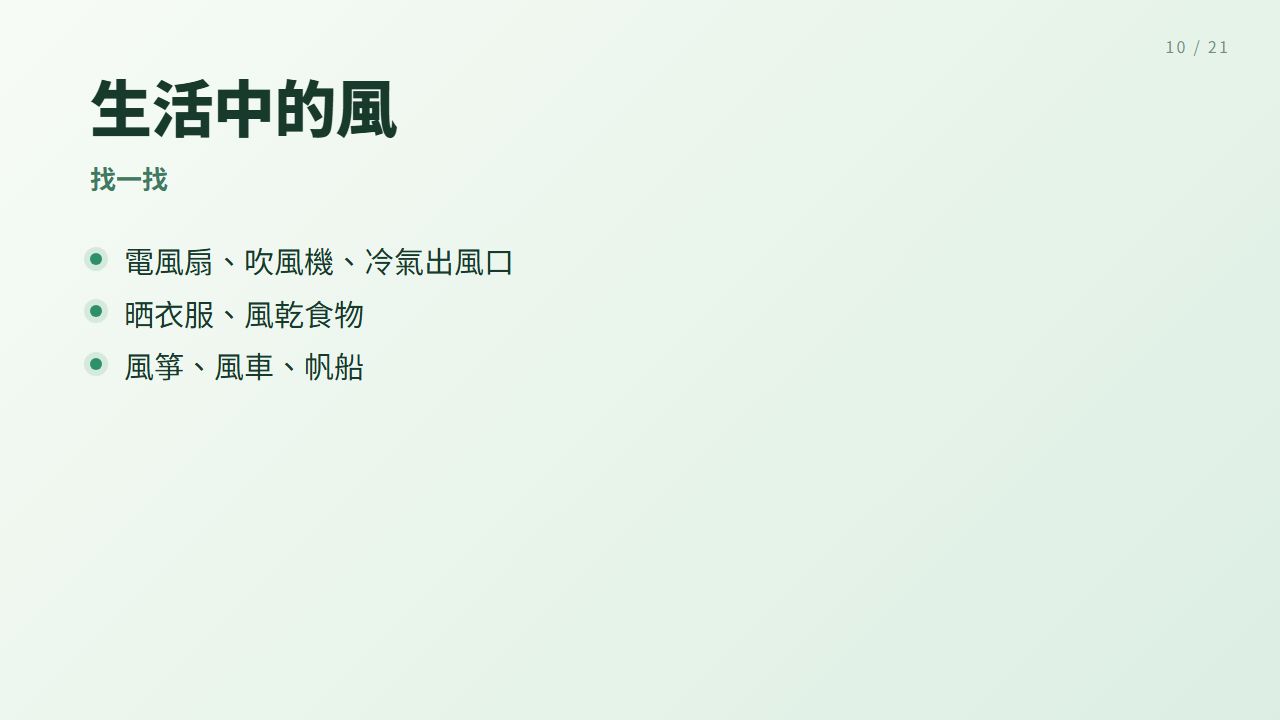 10 / 21
生活中的風
找一找
電風扇、吹風機、冷氣出風口
晒衣服、風乾食物
風箏、風車、帆船